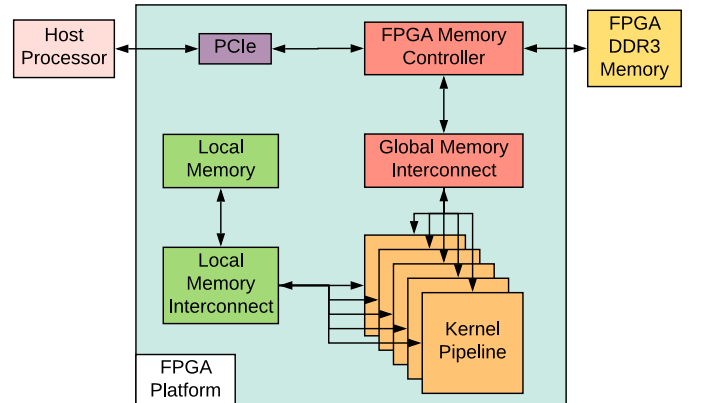 Host
Processor
PCIe
FPGA Memory
Controller
FPGA
DDR3
Memory
Local
Memory
Global Memory
Interconnect
Local
Memory
Interconnect
Kernel
Pipeline
FPGA
Platform